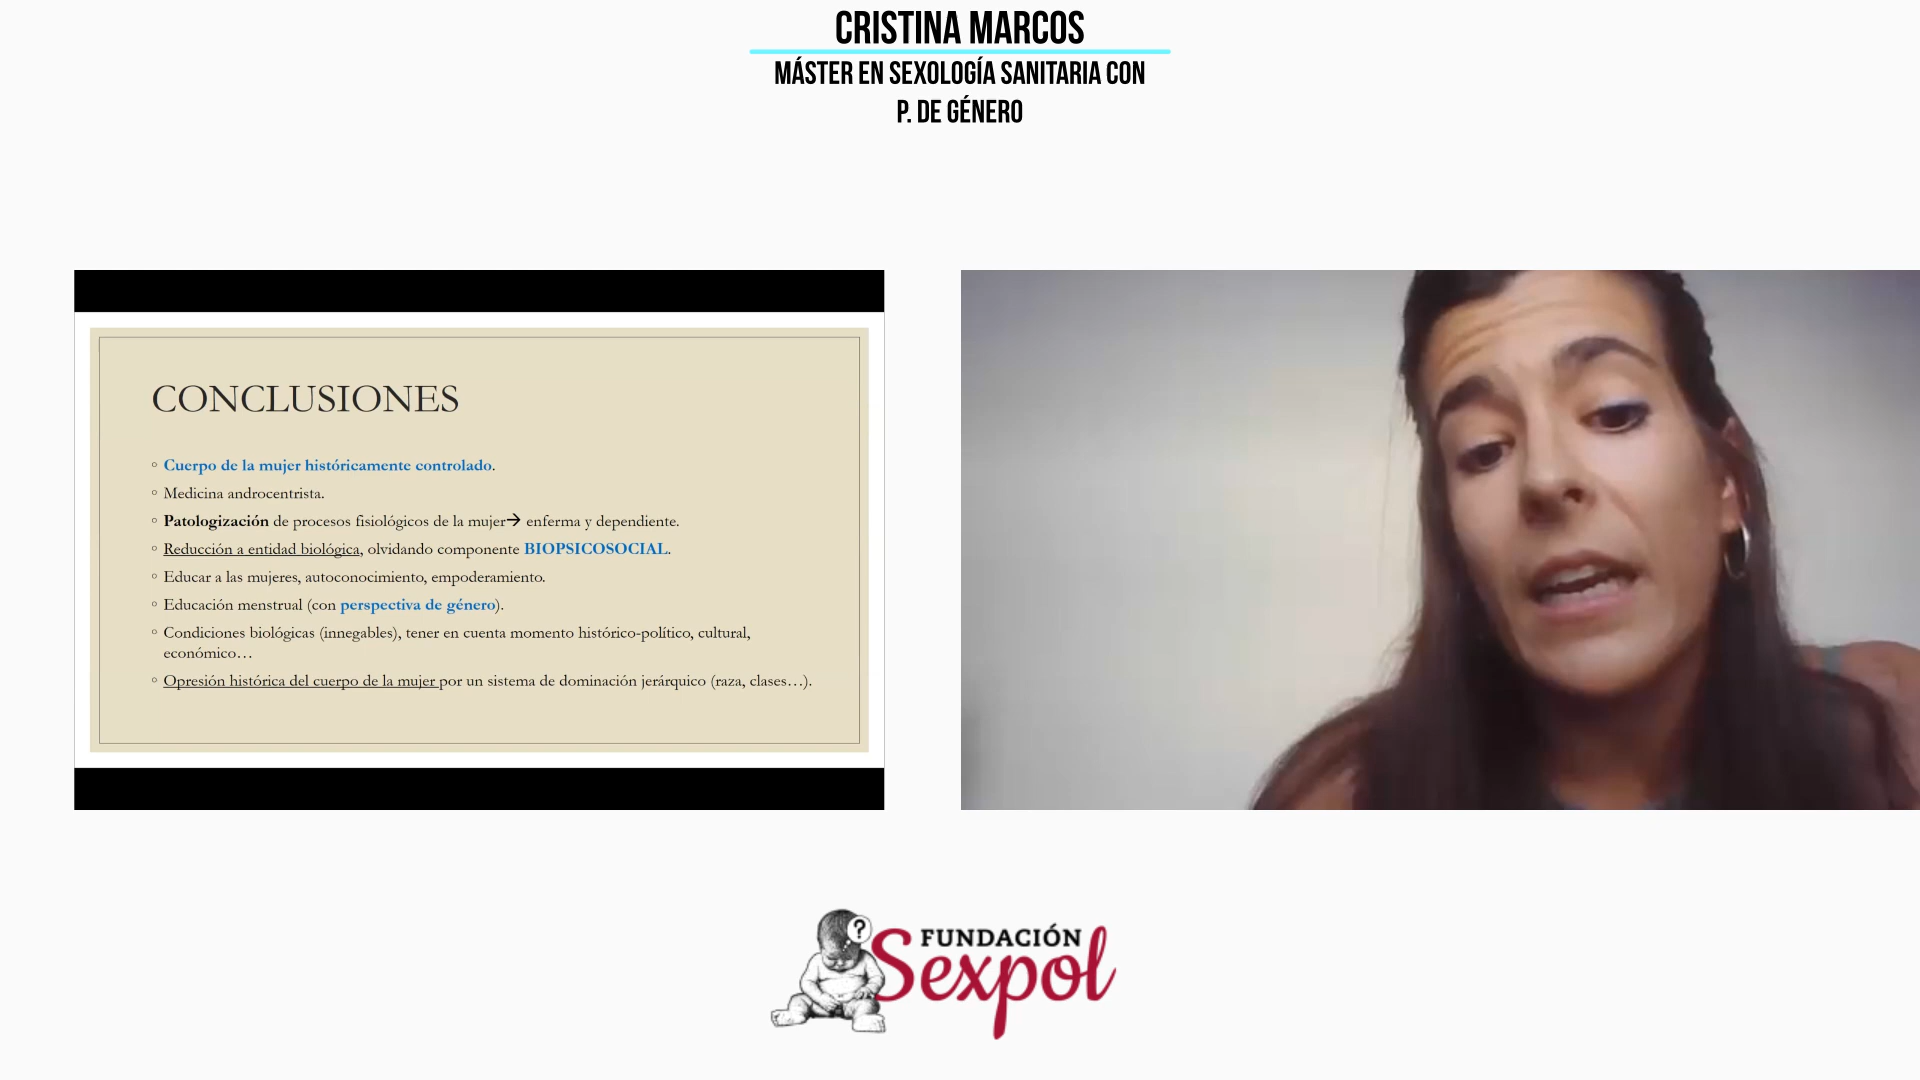 CRISTINA MARCOS
MÁSTER EN SEXOLOGÍA SANITARIA CON
P. DE GÉNERO
CONCLUSIONES
◦ Cuerpo de la mujer históricamente controlado.
◦ Medicina androcentrista.
◦ Patologización de procesos fisiológicos de la mujer→ enferma y dependiente.
◦ Reducción a entidad biológica, olvidando componente BIOPSICOSOCIAL.
◦ Educar a las mujeres, autoconocimiento, empoderamiento.
◦ Educación menstrual (con perspectiva de género).
◦ Condiciones biológicas (innegables), tener en cuenta momento histórico-político, cultural,
económico…
◦ Opresión histórica del cuerpo de la mujer por un sistema de dominación jerárquico (raza, clases…).
?
FUNDACIÓN
Sexpol